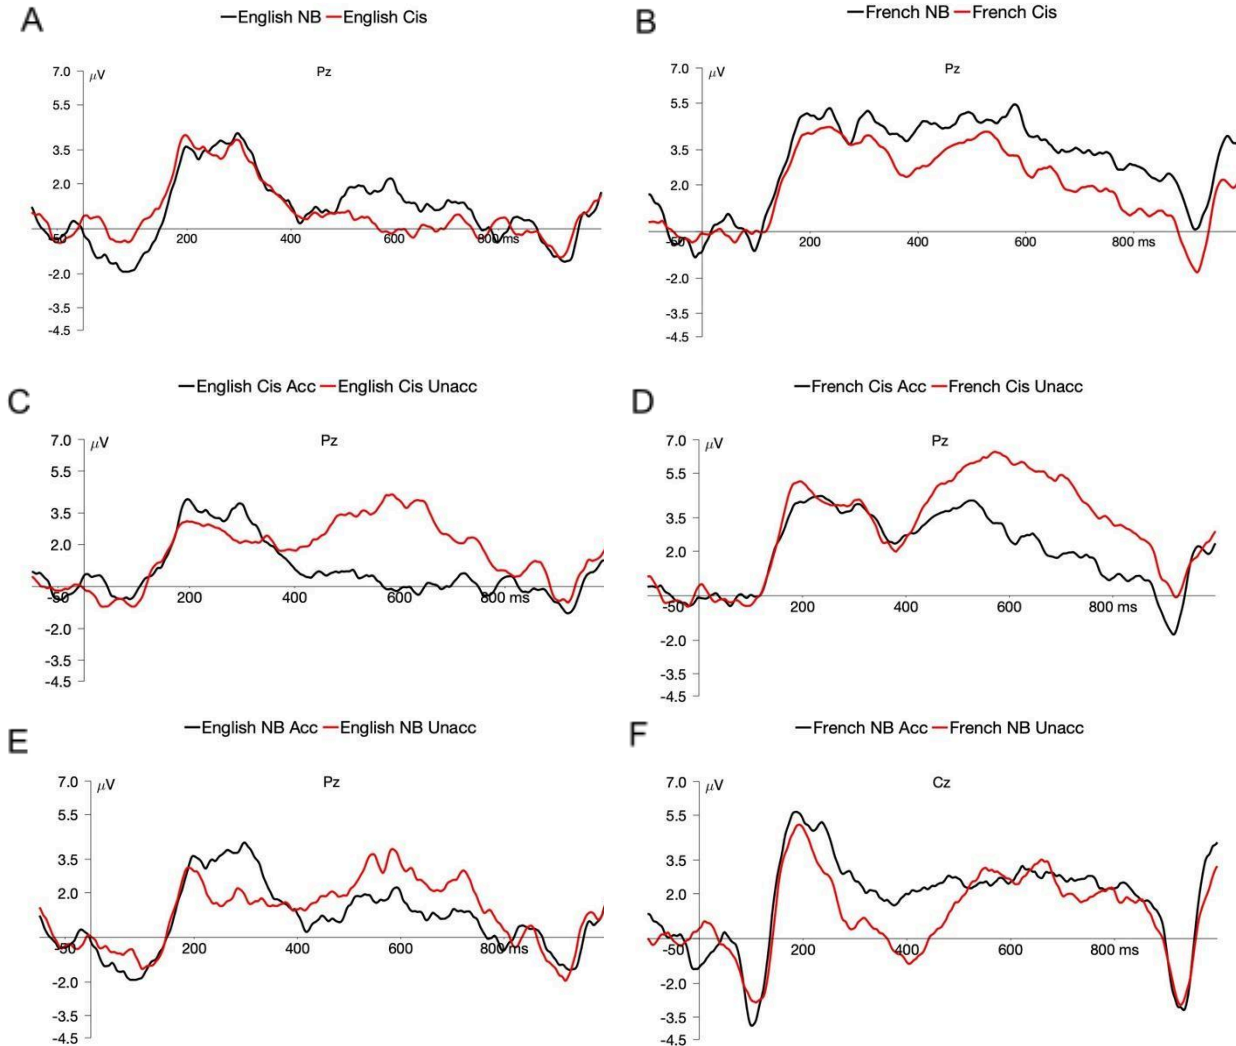 A
English NB English Cis
7.0 μV
Pz
5.5
3.5
2.0
-50 200 400 600 800 ms
-2.0
-3.5
-4.5
B
French NB French Cis
7.0 μV
Pz
5.5
3.5
2.0
-50 200 400 600 800 ms
-2.0
-3.5
-4.5
C
English Cis Acc English Cis Unacc
7.0 μV
Pz
5.5
3.5
2.0
-50 200 400 600 800 ms
-2.0
-3.5
-4.5
D
French Cis Acc French Cis Unacc
7.0 μV
Pz
5.5
3.5
2.0
-50 200 400 600 800 ms
-2.0
-3.5
-4.5
E
English NB Acc English NB Unacc
7.0 μV
Pz
5.5
3.5
2.0
-50 200 400 600 800 ms
-2.0
-3.5
-4.5
F
French NB Acc French NB Unacc
7.0 μV
Cz
5.5
3.5
2.0
-50 200 400 600 800 ms
-2.0
-3.5
-4.5